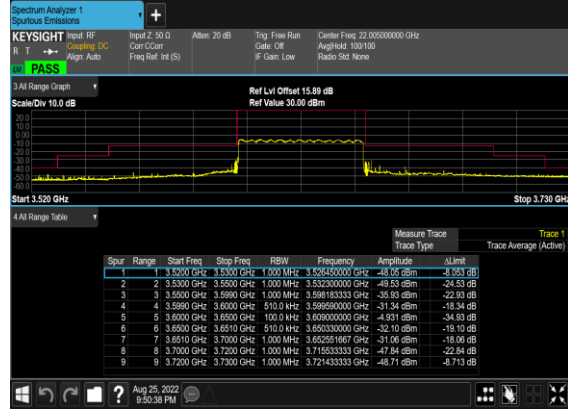 Spectrum Analyzer 1
Spurious Emissions
+
KEYSIGHT Input: RF Input Z: 50 Ω Atten: 20 dB Trig: Free Run Center Freq: 22.005000000 GHz
R T Coupling: DC Corr CCorr Gate: Off Avg|Hold: 100/100
Align: Auto Freq Ref: Int (S) IF Gain: Low Radio Std: None
PASS
3 All Range Graph Ref Lvl Offset 15.89 dB
Scale/Div 10.0 dB Ref Value 30.00 dBm
20.0
10.0
0.00
-10.0
-20.0
-30.0
-40.0
-50.0
-60.0
Start 3.520 GHz Stop 3.730 GHz
4 All Range Table
Measure Trace Trace 1
Trace Type Trace Average (Active)
Spur Range Start Freq Stop Freq RBW Frequency Amplitude ΔLimit
1 1 3.5200 GHz 3.5300 GHz 1.000 MHz 3.526450000 GHz -48.05 dBm -8.053 dB
2 2 3.5300 GHz 3.5500 GHz 1.000 MHz 3.532300000 GHz -49.53 dBm -24.53 dB
3 3 3.5500 GHz 3.5990 GHz 1.000 MHz 3.598183333 GHz -35.93 dBm -22.93 dB
4 4 3.5990 GHz 3.6000 GHz 510.0 kHz 3.599590000 GHz -31.34 dBm -18.34 dB
5 5 3.6000 GHz 3.6500 GHz 100.0 kHz 3.609000000 GHz -4.931 dBm -34.93 dB
6 6 3.6500 GHz 3.6510 GHz 510.0 kHz 3.650330000 GHz -32.10 dBm -19.10 dB
7 7 3.6510 GHz 3.7000 GHz 1.000 MHz 3.652551667 GHz -31.06 dBm -18.06 dB
8 8 3.7000 GHz 3.7200 GHz 1.000 MHz 3.715533333 GHz -47.84 dBm -22.84 dB
9 9 3.7200 GHz 3.7300 GHz 1.000 MHz 3.721433333 GHz -48.71 dBm -8.713 dB
? Aug 25, 2022
9:50:38 PM